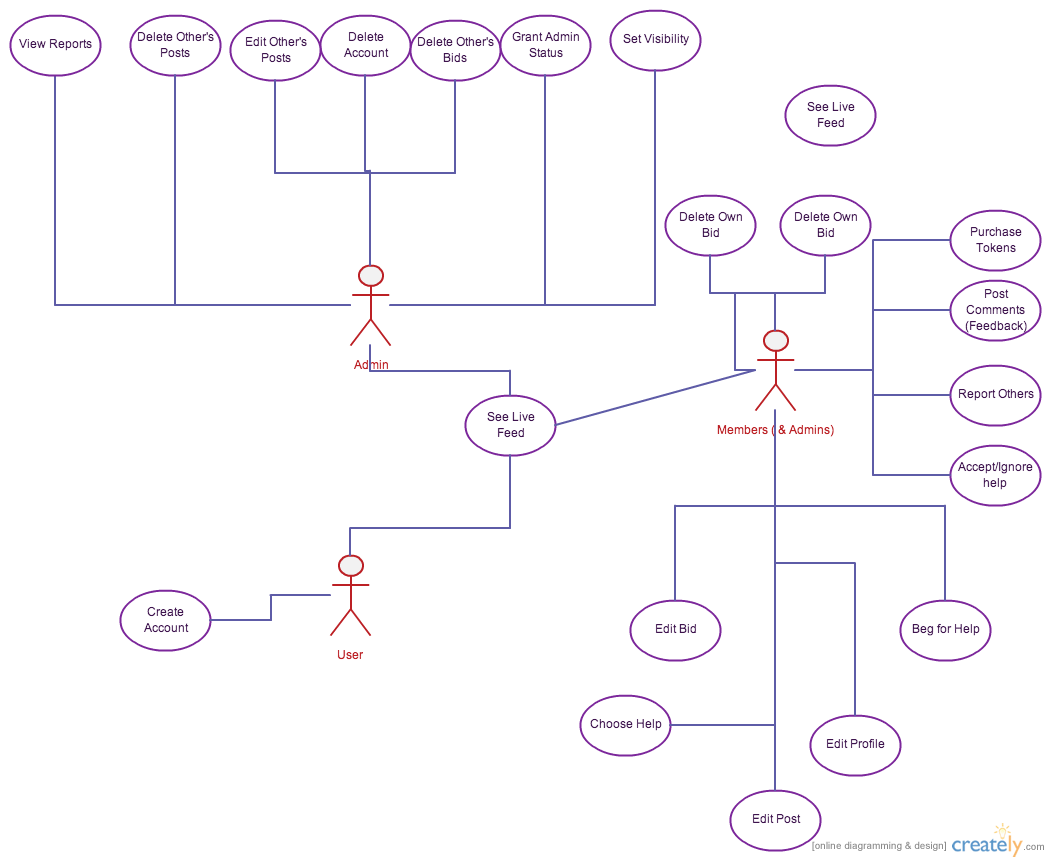 View Reports
Delete Other's
Posts
Edit Other's
Posts
Delete
Account
Delete Other's
Bids
Grant Admin
Status
Set Visibility
See Live
Feed
Delete Own
Bid
Delete Own
Bid
Purchase
Tokens
Post
Comments
(Feedback)
Admin
See Live
Feed
Members ( & Admins)
Report Others
Accept/Ignore
help
Create
Account
User
Edit Bid
Beg for Help
Choose Help
Edit Profile
Edit Post
[online diagramming & design] creately.com